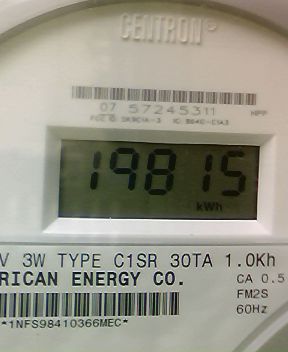 CENTRON®
07 57245311 NPP
19815
kWh
V 3W TYPE C1SR 30TA 1.0Kh
RICAN ENERGY CO. CA 0.5
FM2S
60Hz
*1NFS98410366MEC*